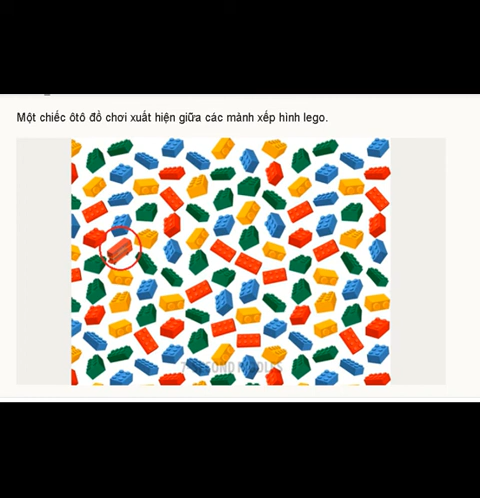 Một chiếc ôtô đồ chơi xuất hiện giữa các mảnh xếp hình lego.